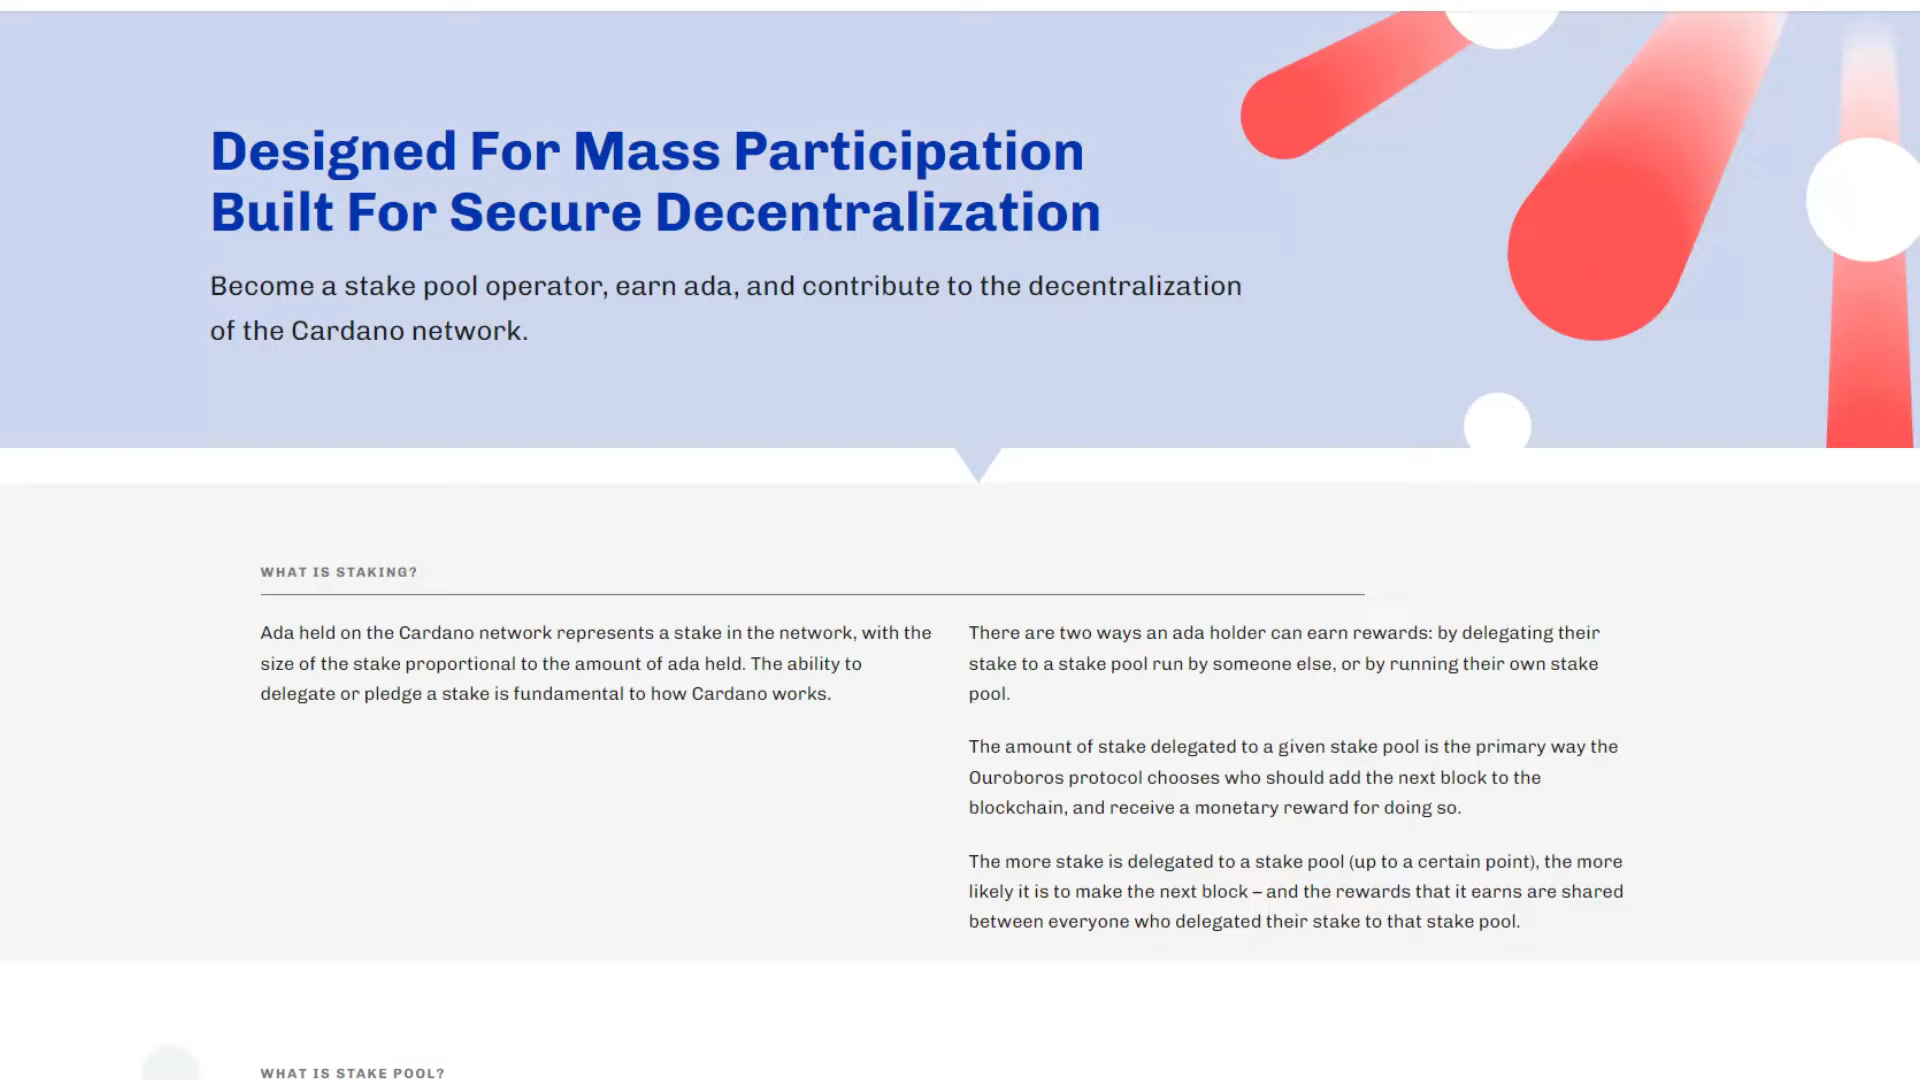 Designed For Mass Participation
Built For Secure Decentralization
Become a stake pool operator, earn ada, and contribute to the decentralization
of the Cardano network.
WHAT IS STAKING?
Ada held on the Cardano network represents a stake in the network, with the
size of the stake proportional to the amount of ada held. The ability to
delegate or pledge a stake is fundamental to how Cardano works.
There are two ways an ada holder can earn rewards: by delegating their
stake to a stake pool run by someone else, or by running their own stake
pool.
The amount of stake delegated to a given stake pool is the primary way the
Ouroboros protocol chooses who should add the next block to the
blockchain, and receive a monetary reward for doing so.
The more stake is delegated to a stake pool (up to a certain point), the more
likely it is to make the next block – and the rewards that it earns are shared
between everyone who delegated their stake to that stake pool.
WHAT IS STAKE POOL?